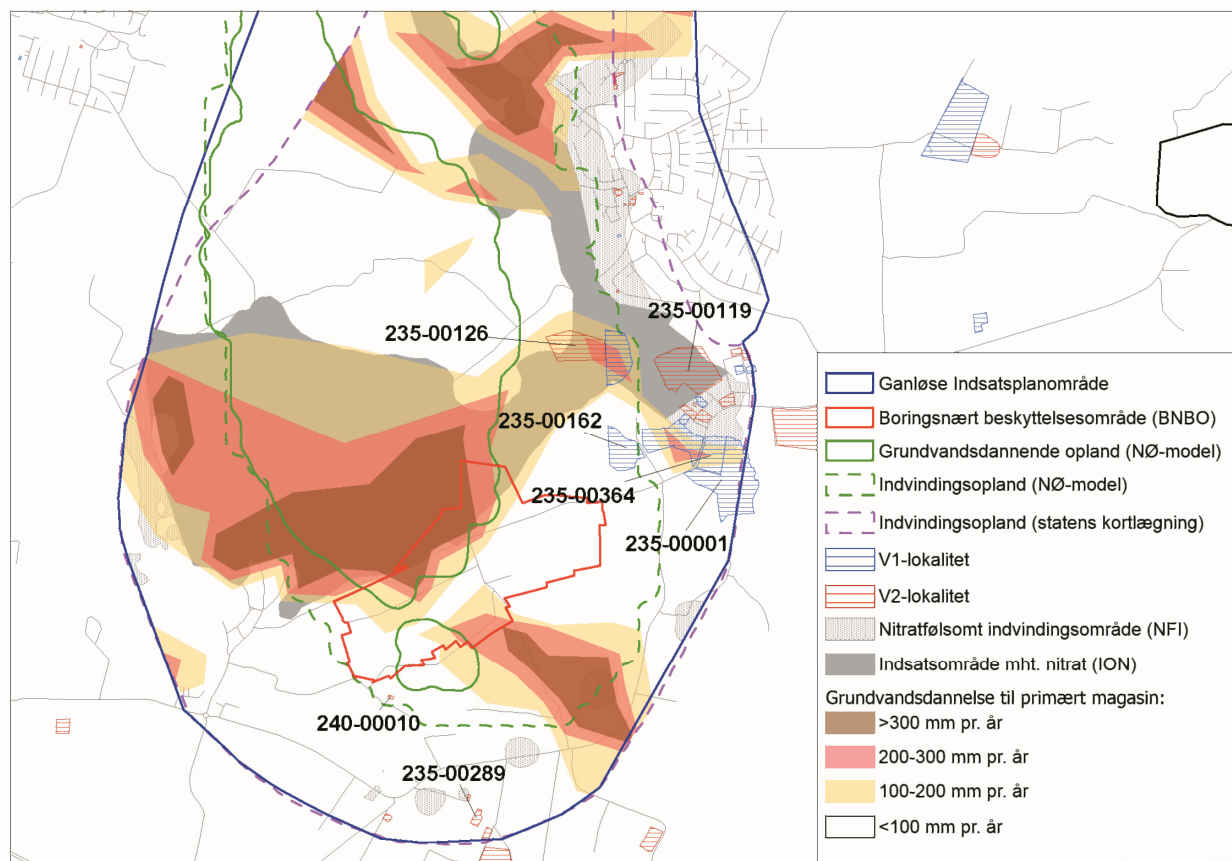 235-00119
235-00126
235-00162
235-00364
235-00001
240-00010
235-00289
Ganløse Indsatsplanområde
Boringsnært beskyttelsesområde (BNBO)
Grundvandsdannende opland (NØ-model)
Indvindingsopland (NØ-model)
Indvindingsopland (statens kortlægning)
V1-lokalitet
V2-lokalitet
Nitratfølsomt indvindingsområde (NFI)
Indsatsområde mht. nitrat (ION)
Grundvandsdannelse til primært magasin:
>300 mm pr. år
200-300 mm pr. år
100-200 mm pr. år
<100 mm pr. år